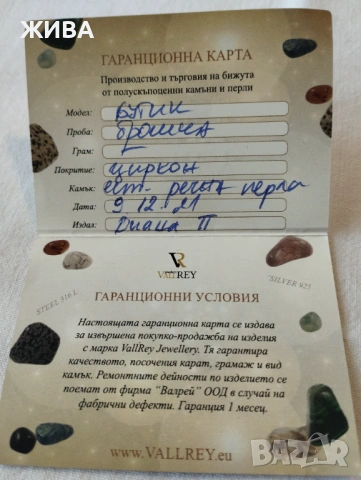 ЖИВА
ГАРАНЦИОННА КАРТА
Производство и търговия на бижута
от полускъпоценни камъни и перли
Модел: бутик
Проба: брошка
Грам:
Покритие: циркон
Камък: ест. речна перла
Дата: 9 12.21
Издал: Диана П
VALLREY
STEEL 316 L
SILVER 925
ГАРАНЦИОННИ УСЛОВИЯ
Настоящата гаранционна карта се издава
за извършена покупко-продажба на изделия
с марка VallRey Jewellery. Тя гарантира
качеството, посочения карат, грамаж и вид
камък. Ремонтните дейности по изделието се
поемат от фирма "Валрей" ООД в случай на
фабрични дефекти. Гаранция 1 месец.
www.VALLREY.eu
BAZAR
bg